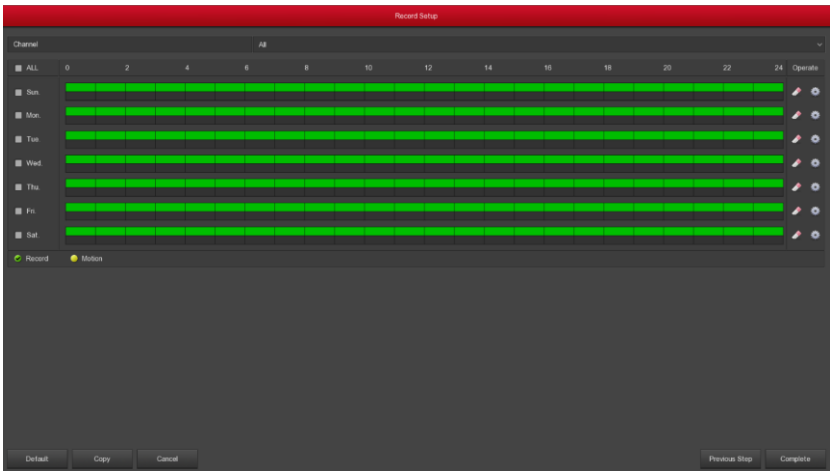 Record Setup
Channel All
ALL 0 2 4 6 8 10 12 14 16 18 20 22 24 Operate
Sun.
Mon.
Tue.
Wed.
Thu.
Fri.
Sat.
Record Motion
Default Copy Cancel Previous Step Complete